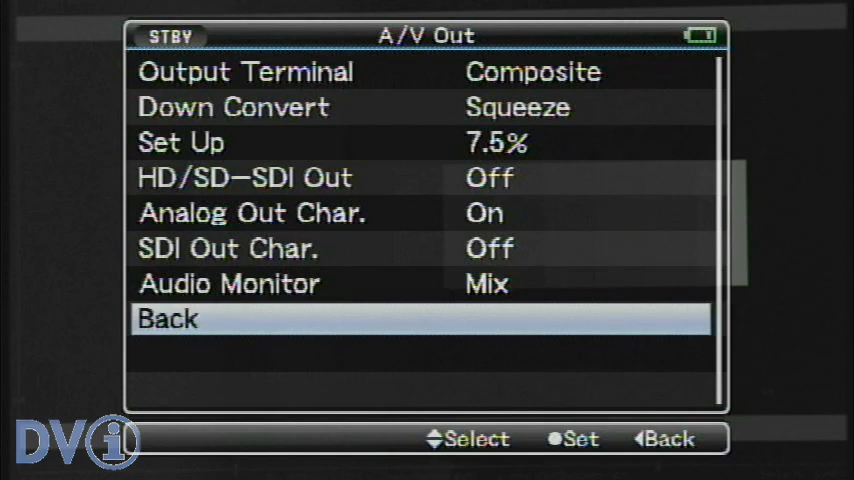 STBY A/V Out
Output Terminal Composite
Down Convert Squeeze
Set Up 7.5%
HD/SD-SDI Out Off
Analog Out Char. On
SDI Out Char. Off
Audio Monitor Mix
Back
Select Set Back
DVi